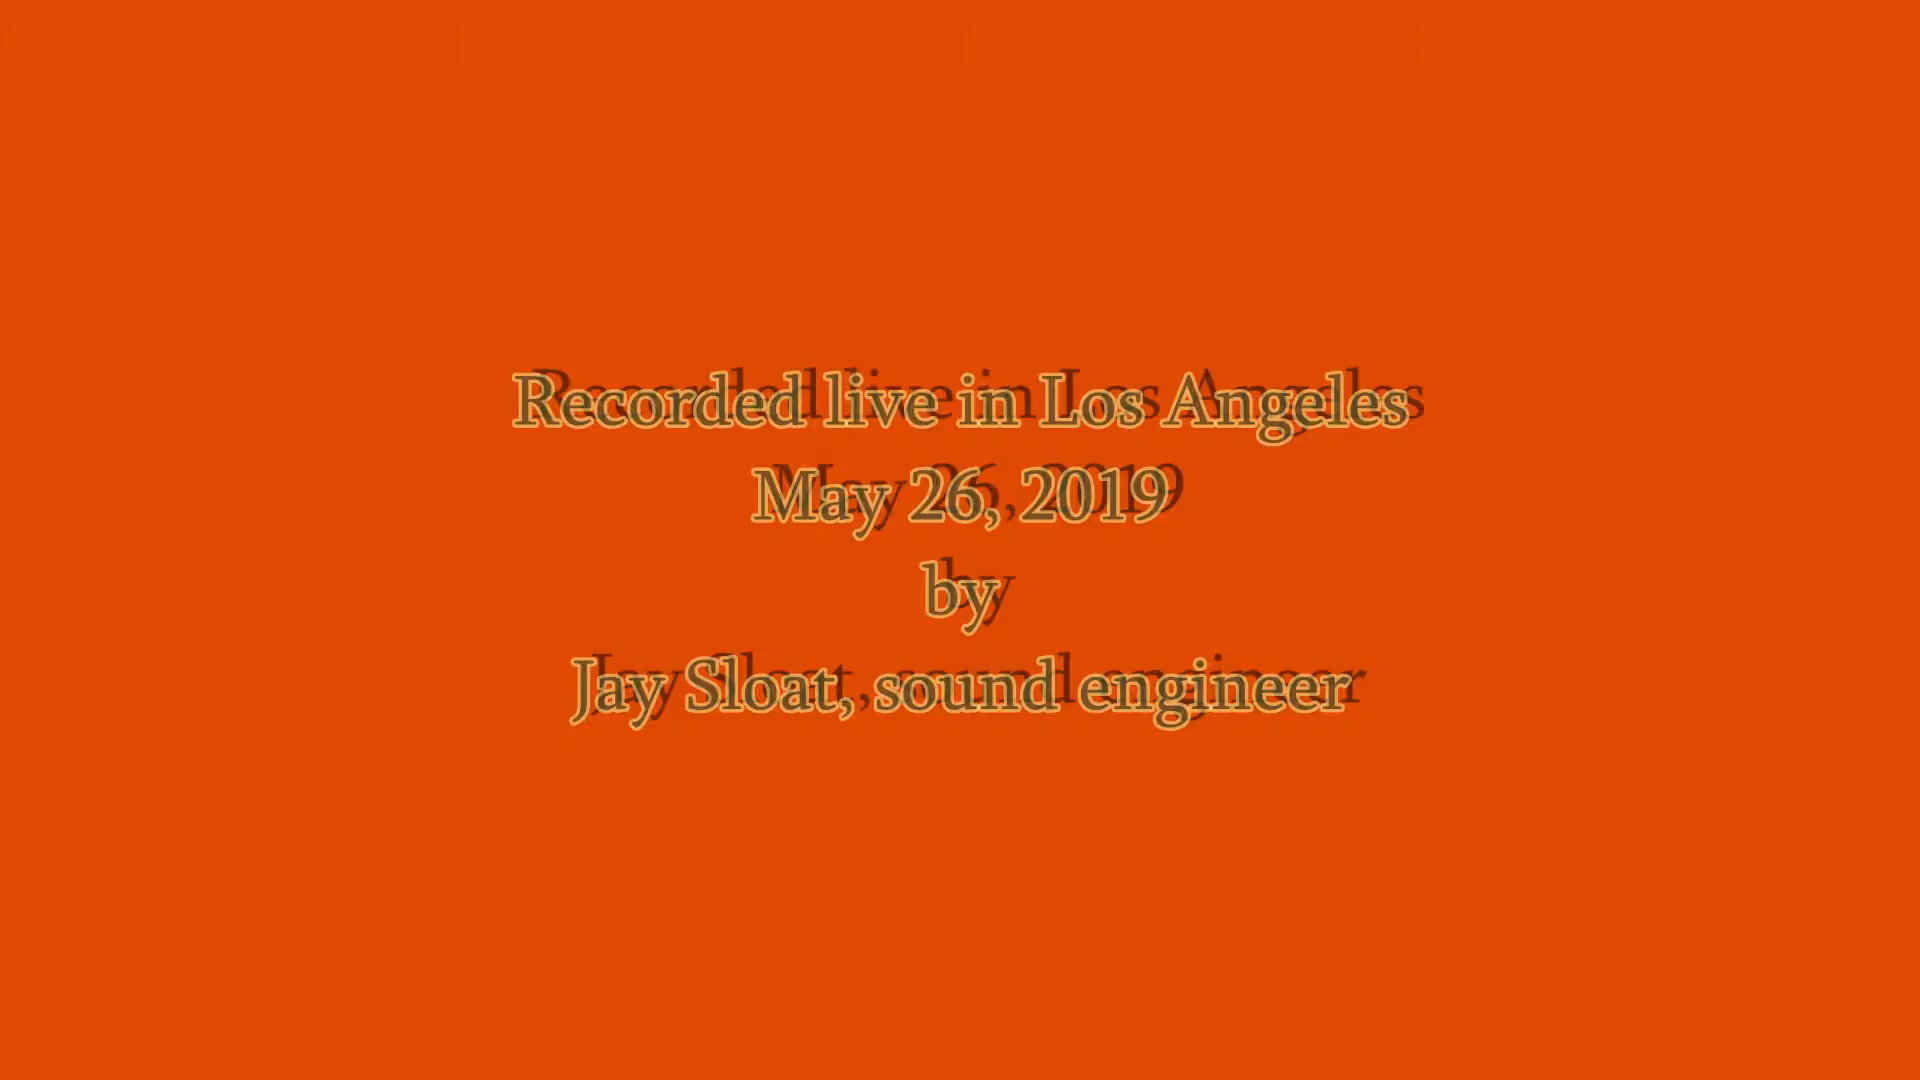 Recorded live in Los Angeles
May 26, 2019
by
Jay Sloat, sound engineer